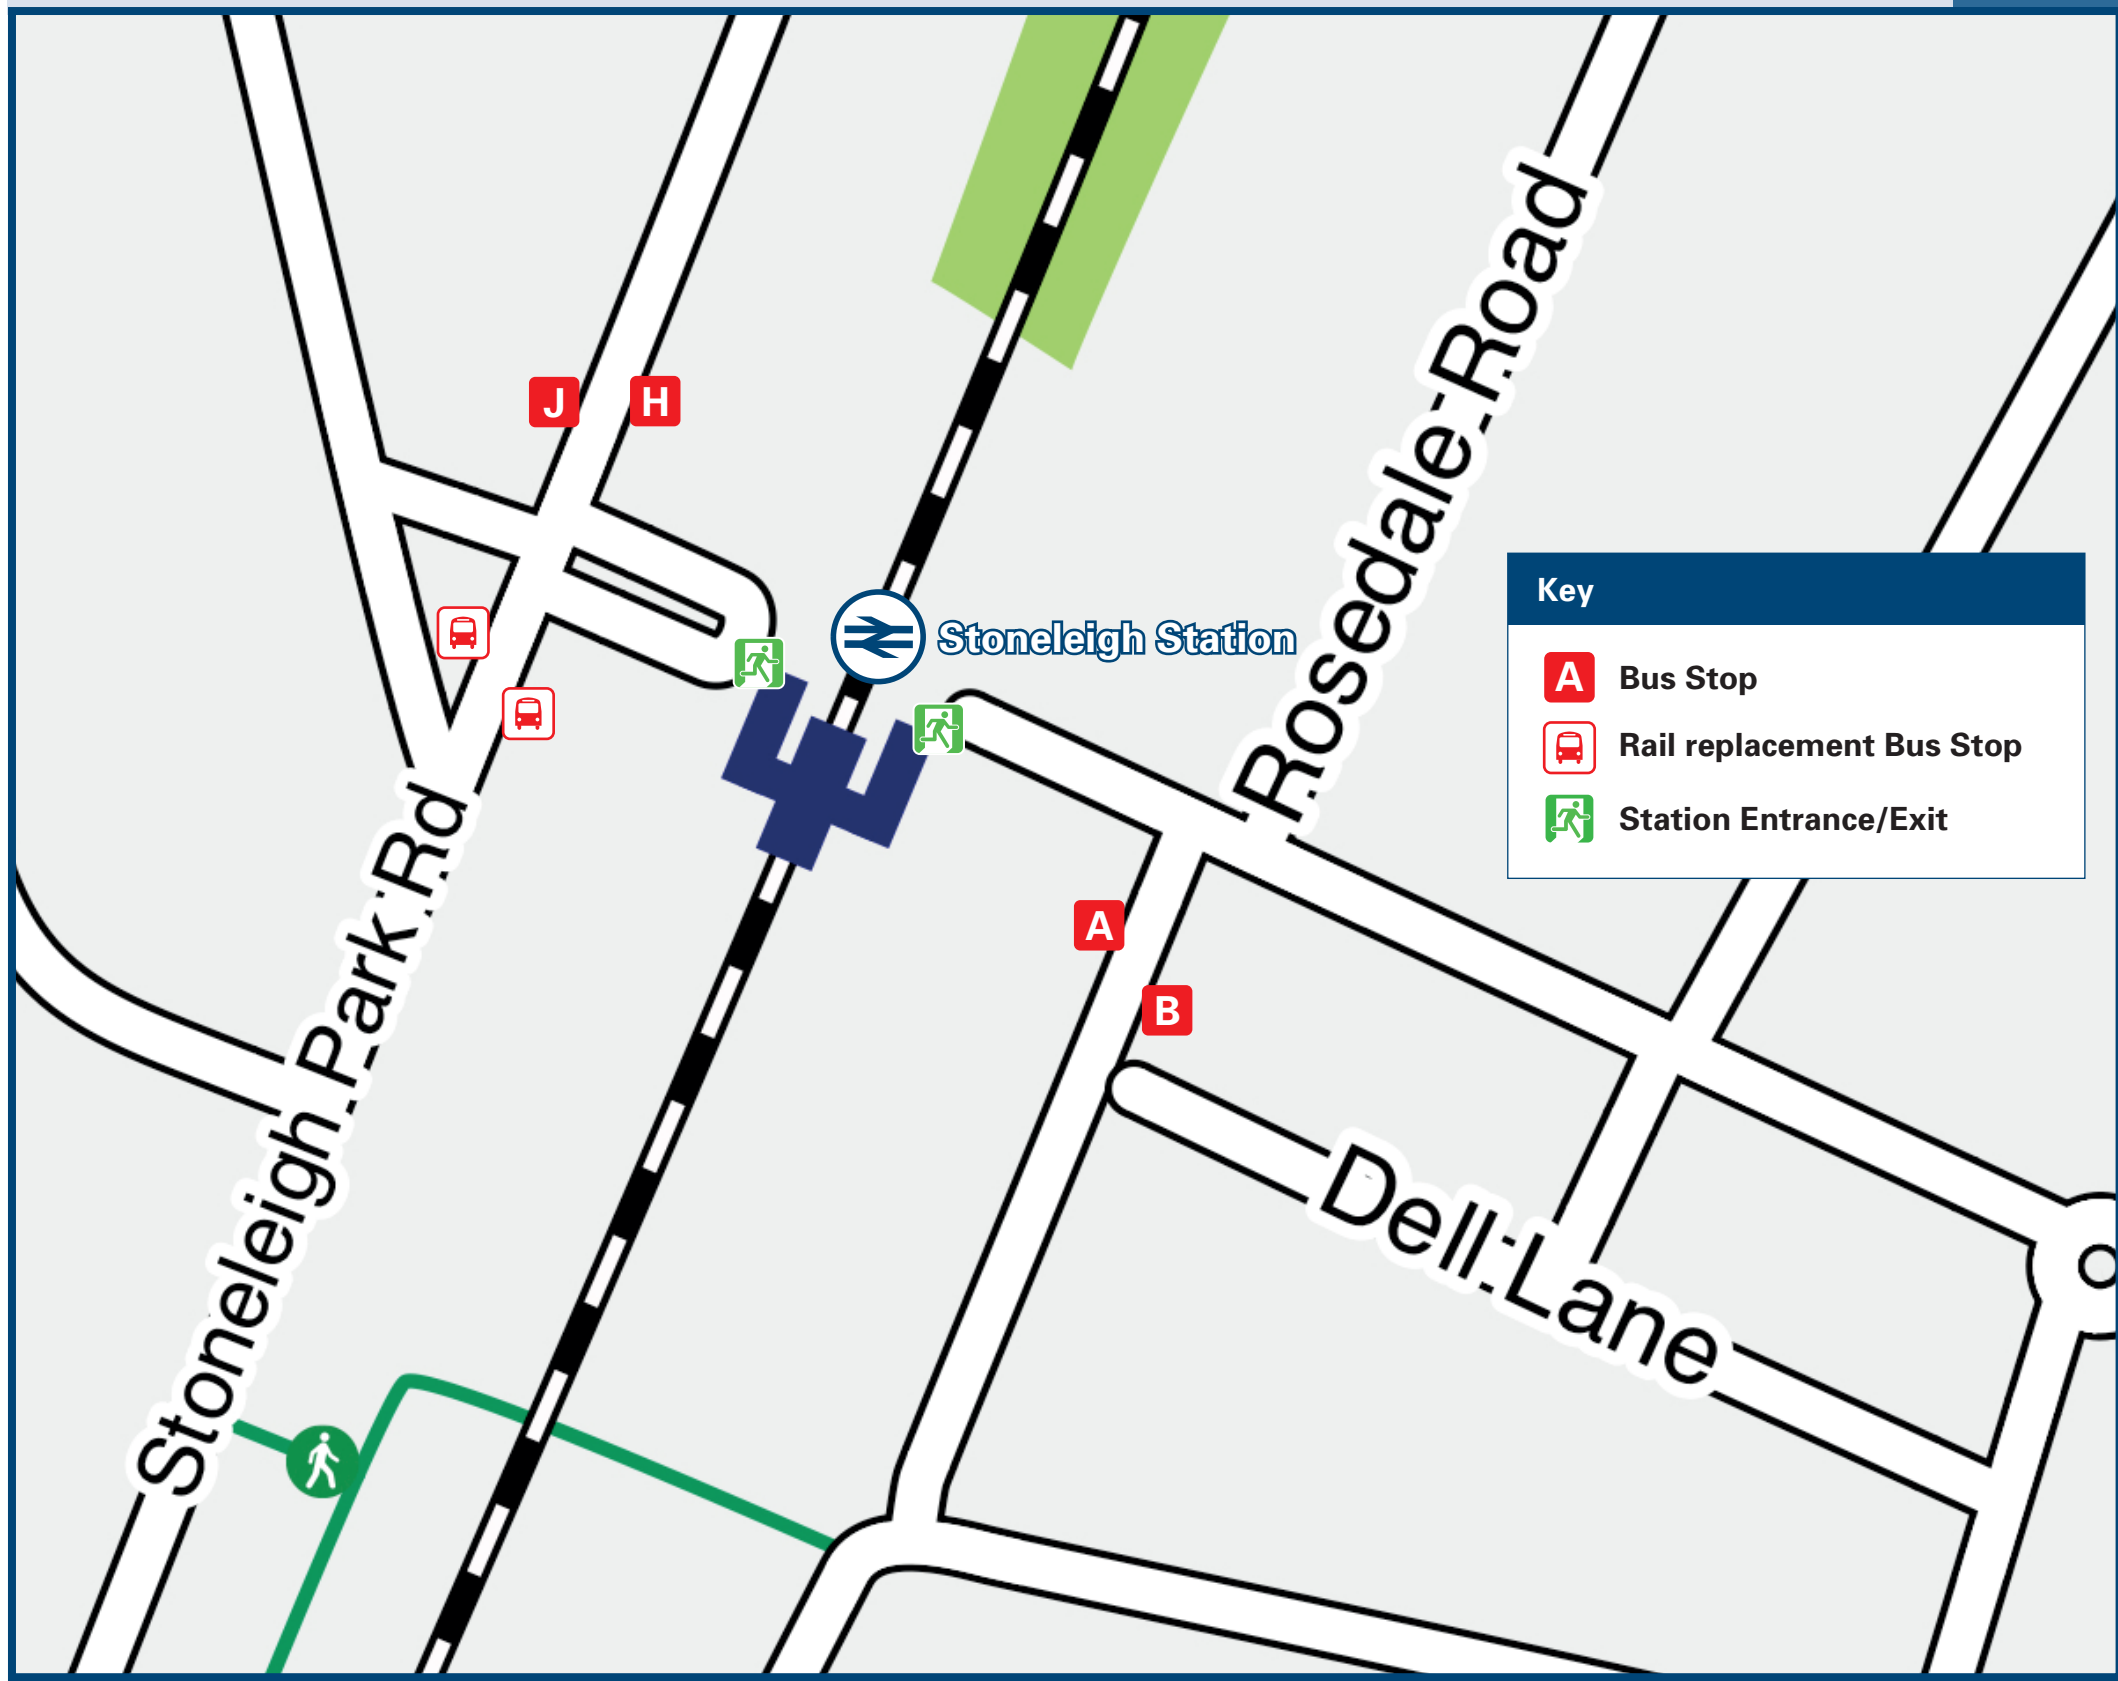 J
H
Stoneleigh Station
Rosedale Road
Key
A Bus Stop
Rail replacement Bus Stop
Station Entrance/Exit
Stoneleigh Park Rd
A
B
Dell Lane